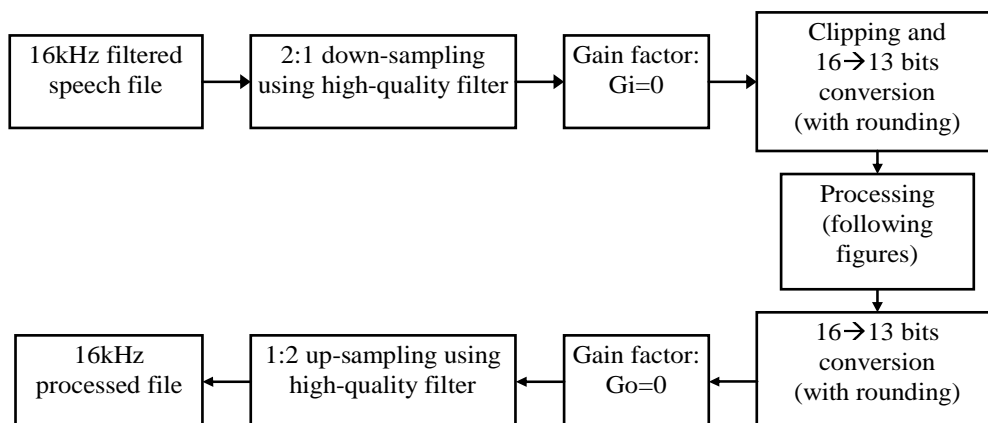 16kHz filtered
speech file
2:1 down-sampling
using high-quality filter
Gain factor:
Gi=0
Clipping and
16→13 bits
conversion
(with rounding)
Processing
(following
figures)
16→13 bits
conversion
(with rounding)
Gain factor:
Go=0
1:2 up-sampling using
high-quality filter
16kHz
processed file